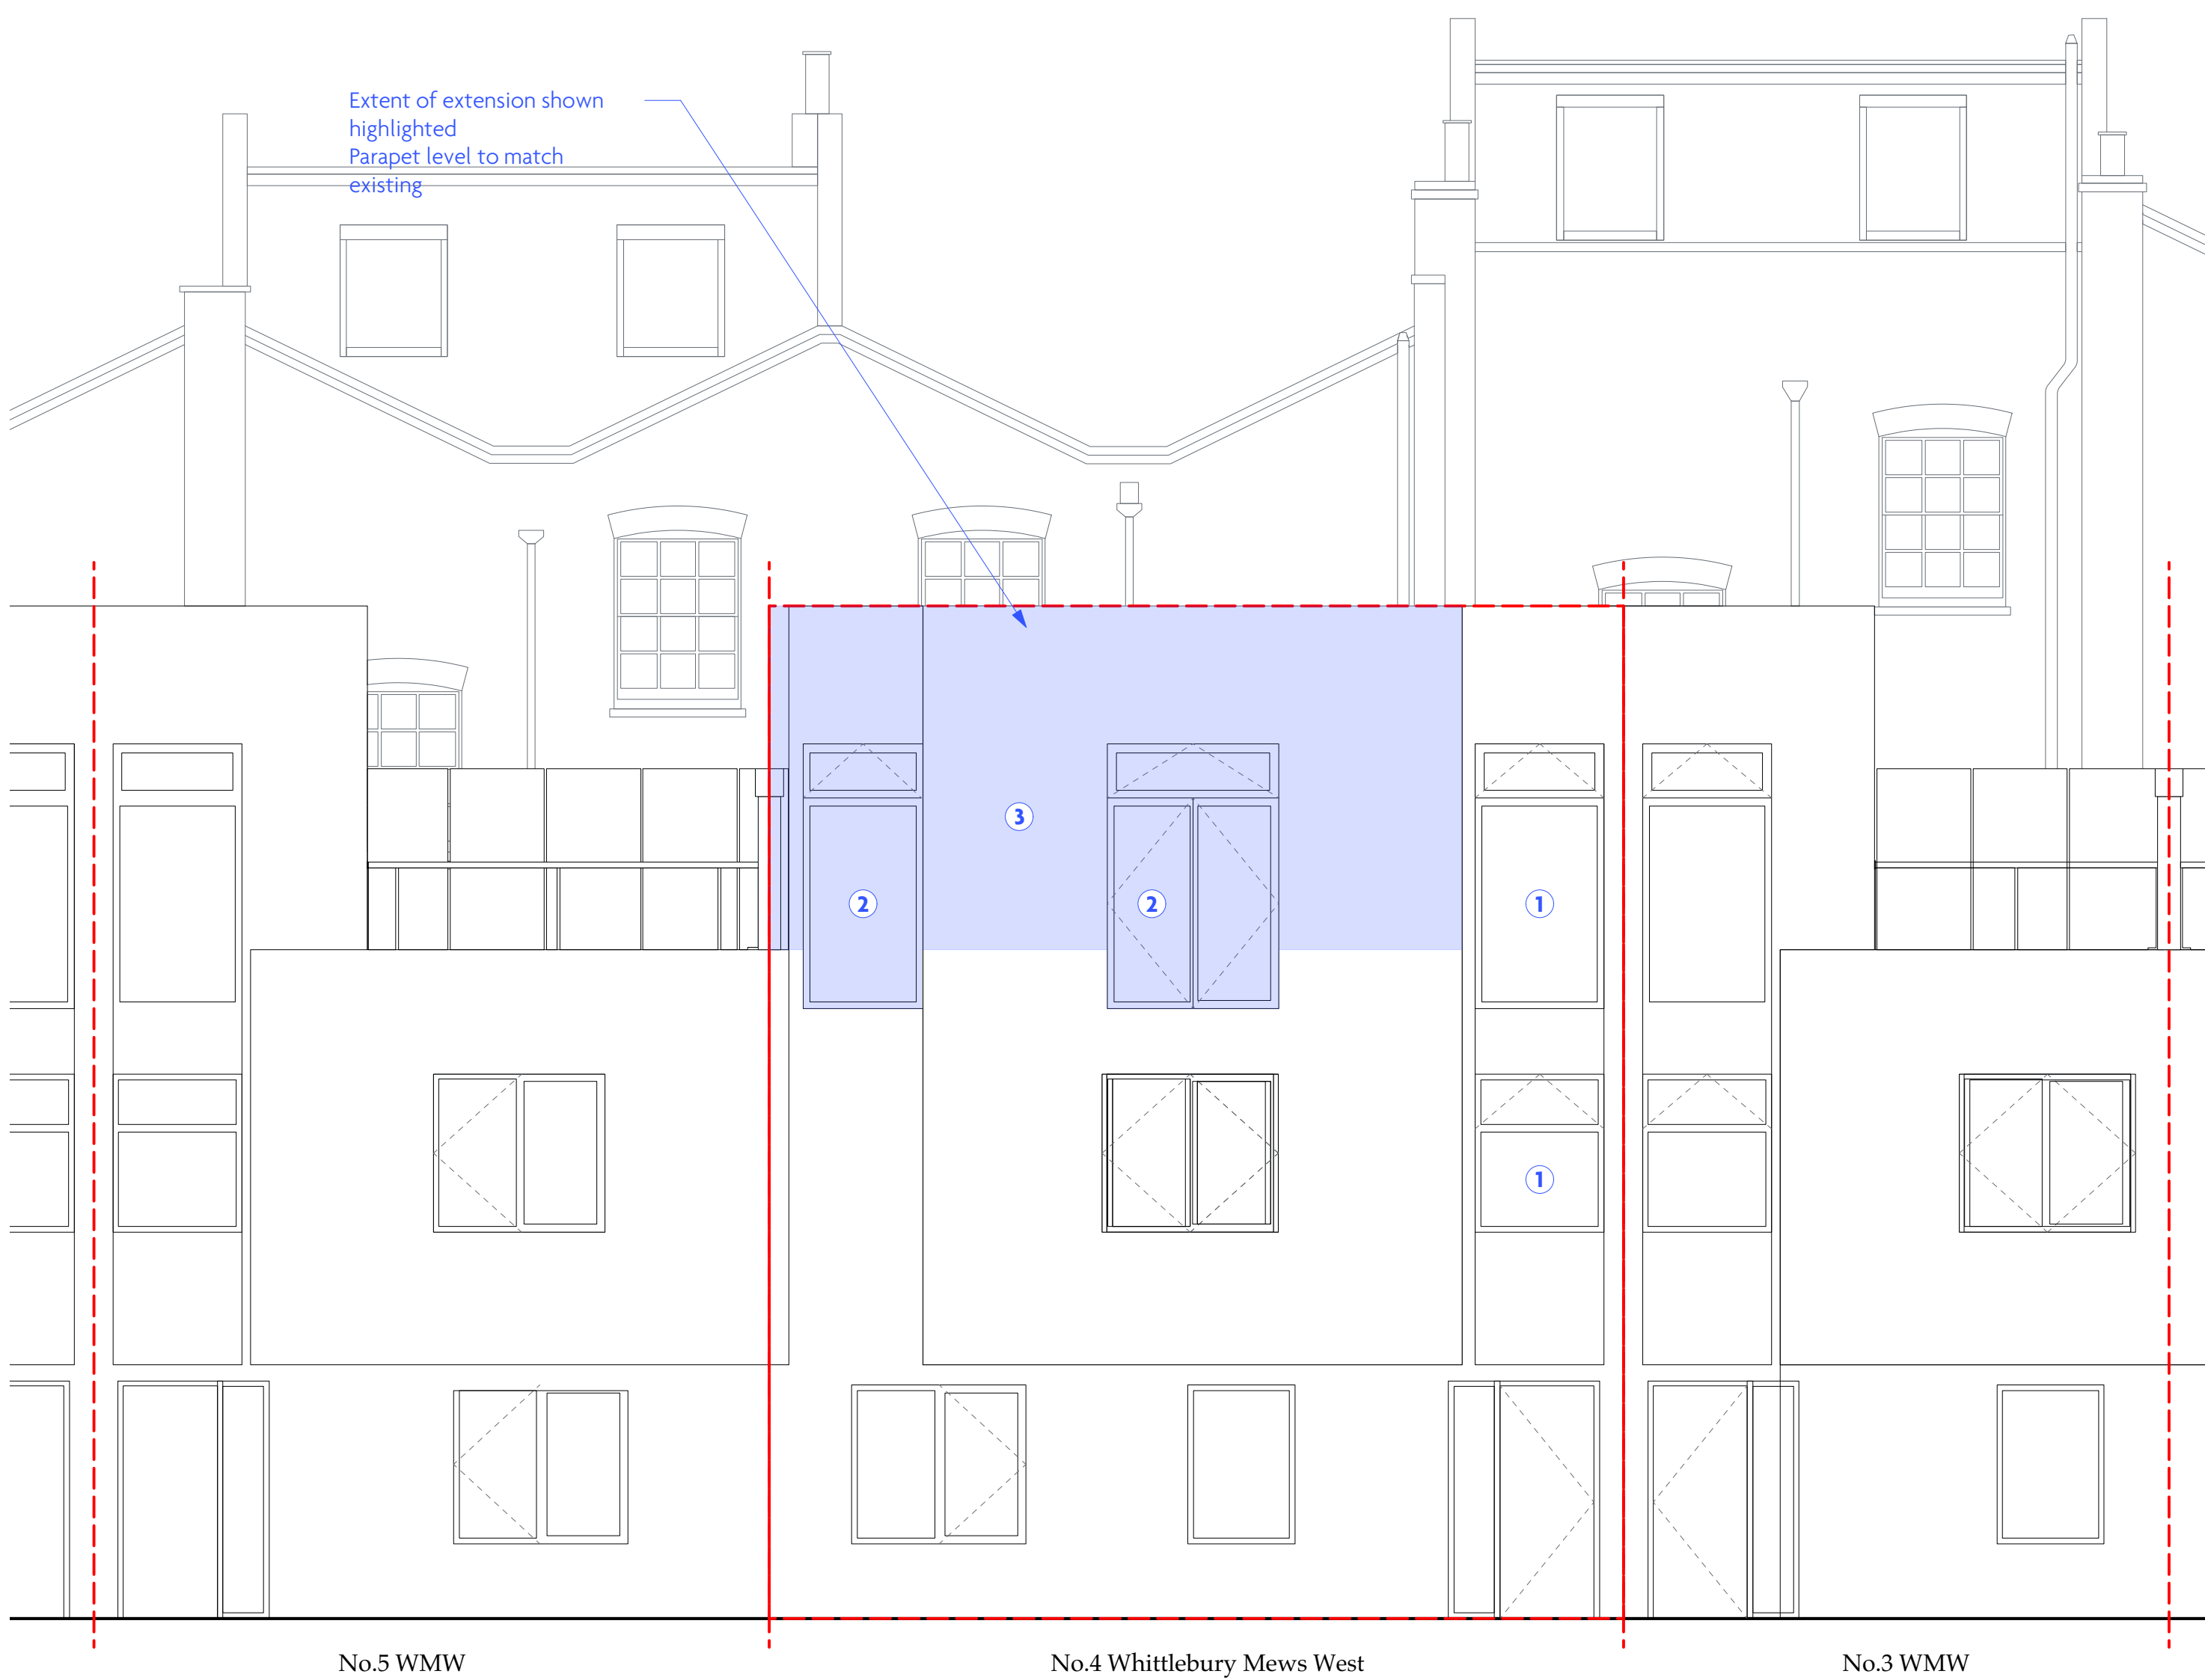 Extent of extension shown
highlighted
Parapet level to match
existing
3
2
2
1
1
No.5 WMW
No.4 Whittlebury Mews West
No.3 WMW